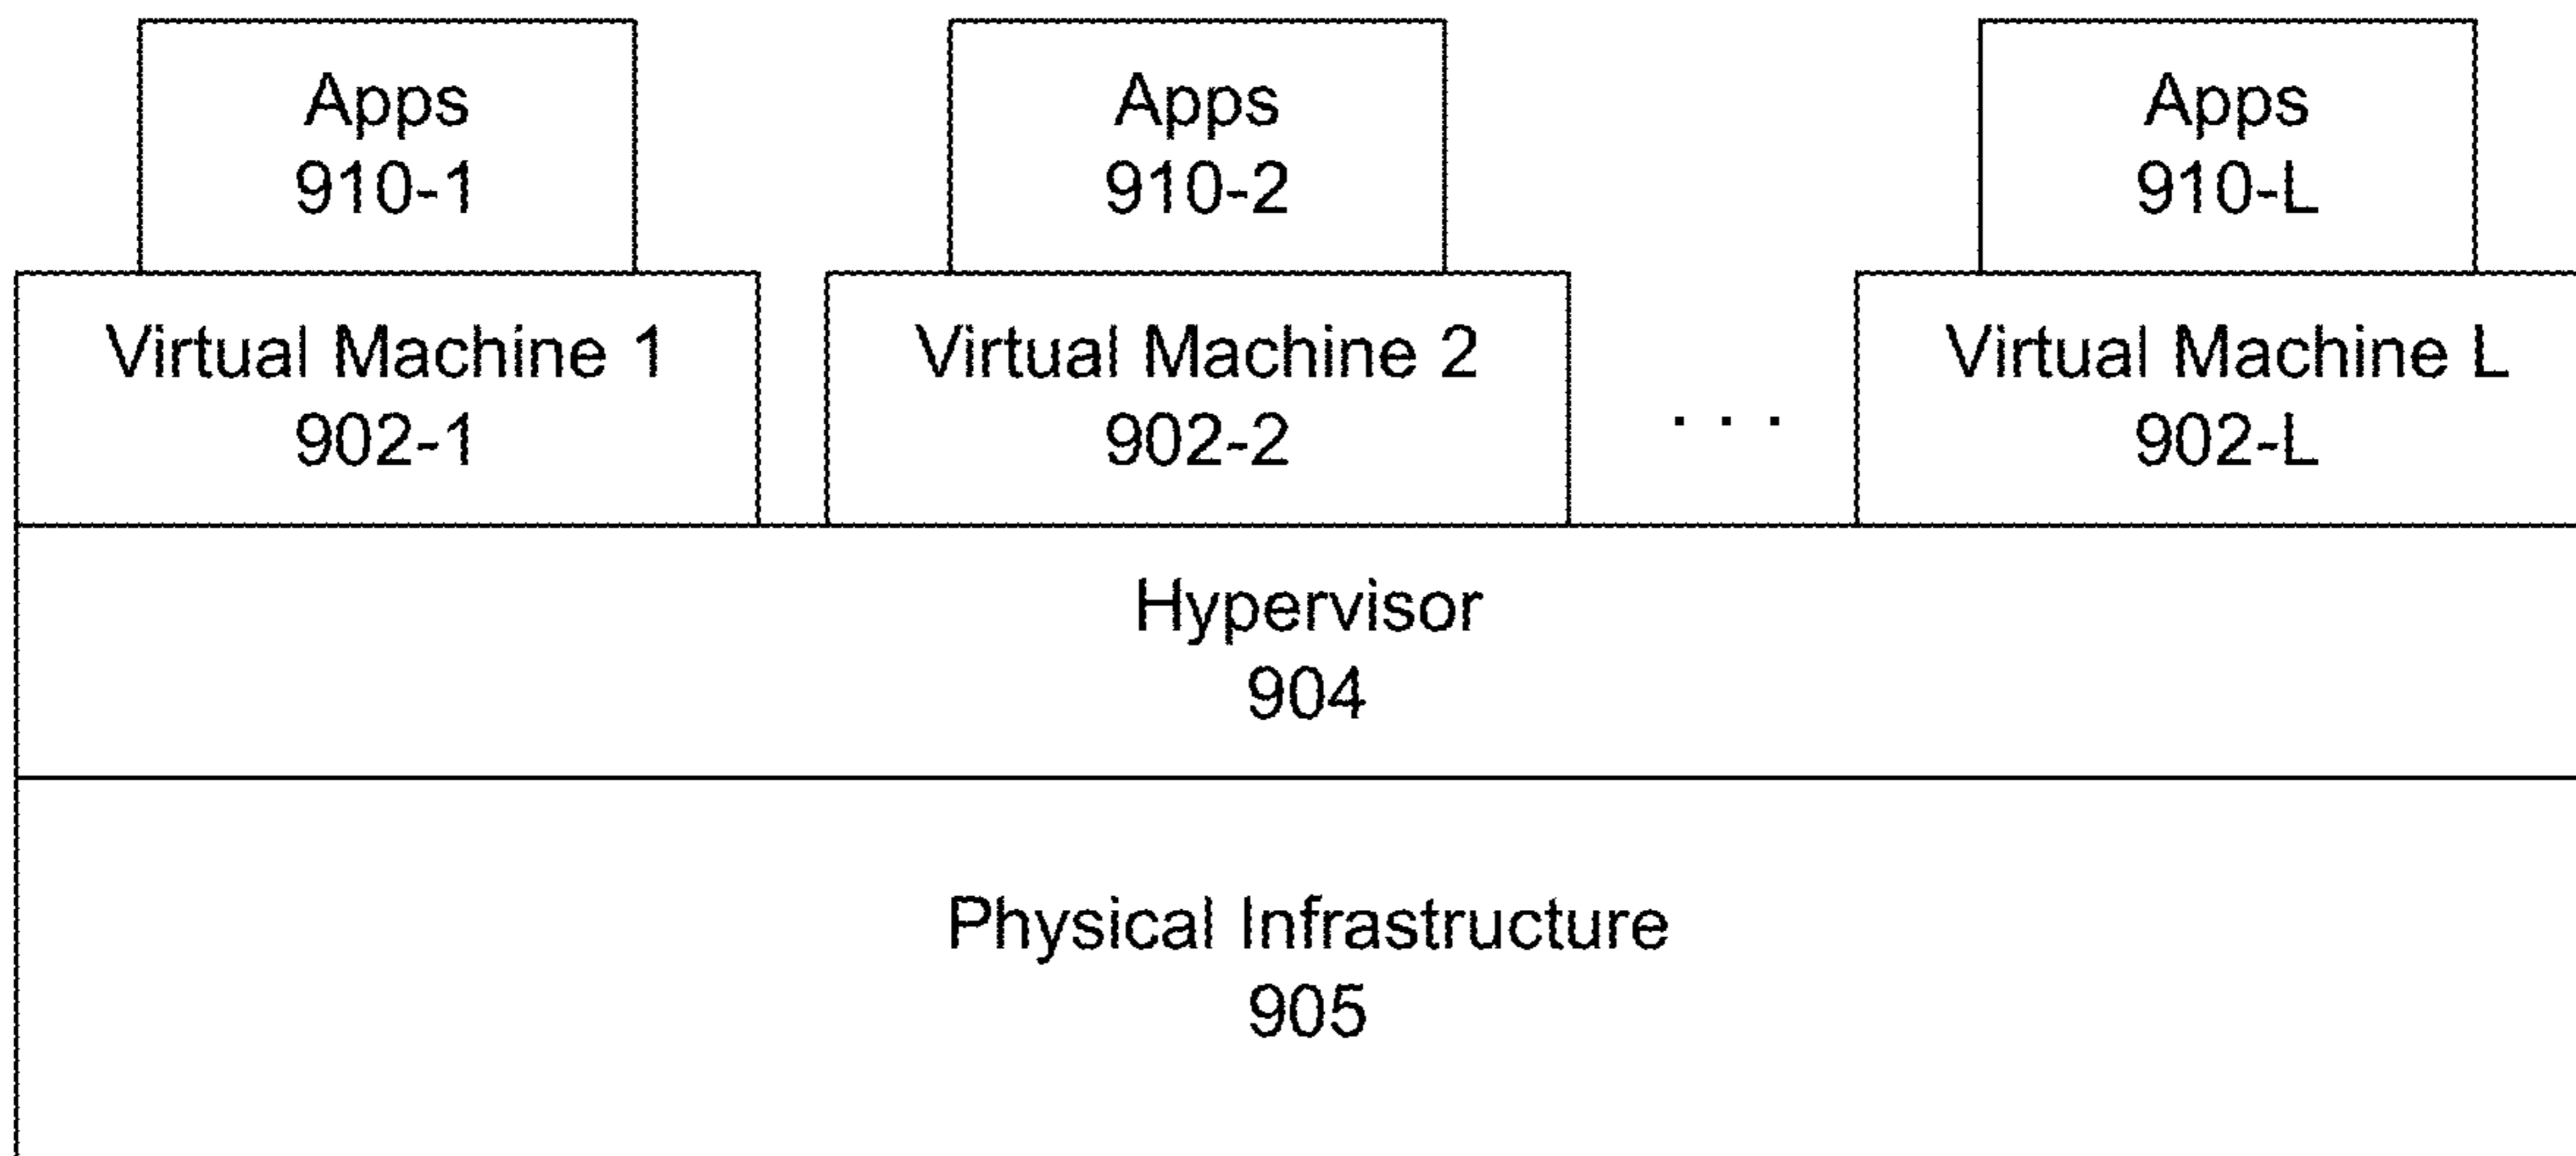 Apps
910-1
Apps
910-2
Apps
910-L
Virtual Machine 1
902-1
Virtual Machine 2
902-2
. . .
Virtual Machine L
902-L
Hypervisor
904
Physical Infrastructure
905